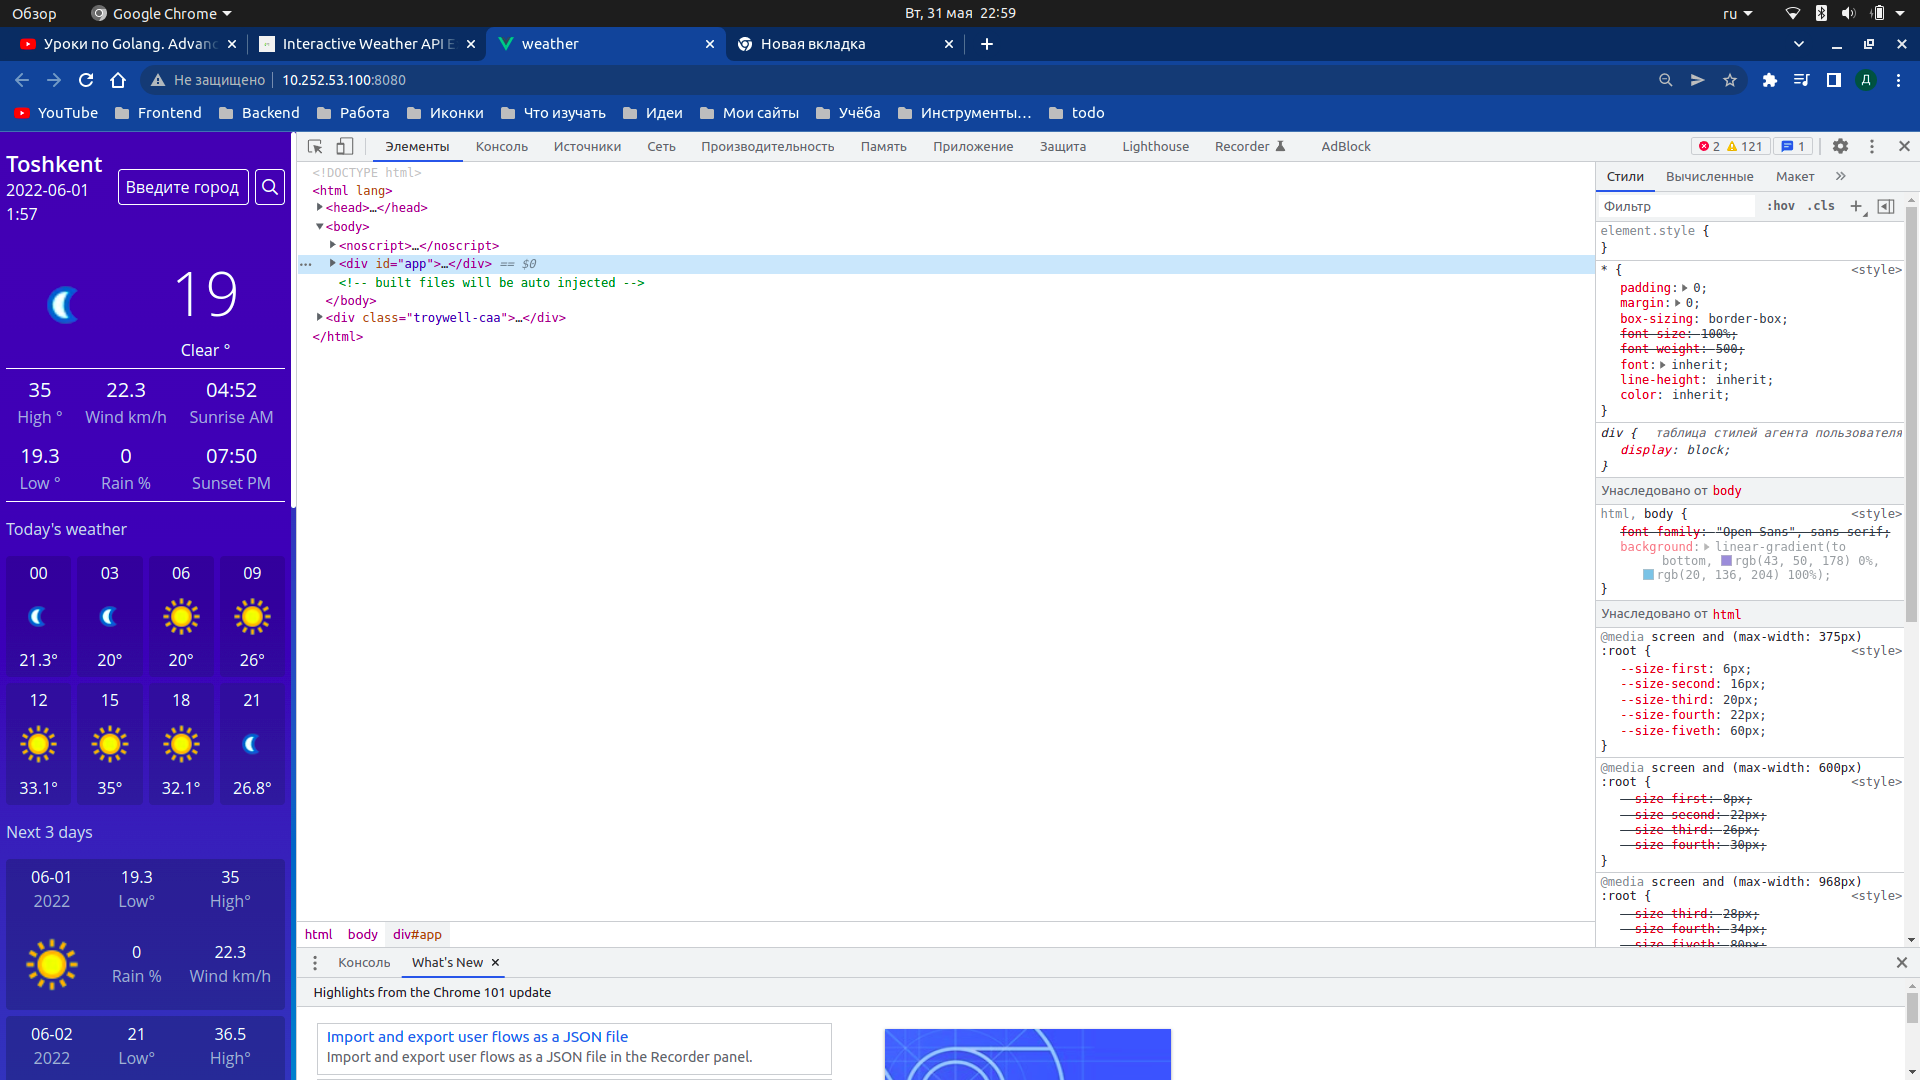 Обзор
Google Chrome
Вт, 31 мая 22:59
ru
Уроки по Golang. Advanc
Interactive Weather API E
weather
Новая вкладка
Не защищено
10.252.53.100:8080
YouTube
Frontend
Backend
Работа
Иконки
Что изучать
Идеи
Мои сайты
Учёба
Инструменты…
todo
Toshkent
2022-06-01
1:57
Введите город
19
Clear °
35 22.3 04:52
High ° Wind km/h Sunrise AM
19.3 0 07:50
Low ° Rain % Sunset PM
Today's weather
00 03 06 09
21.3° 20° 20° 26°
12 15 18 21
33.1° 35° 32.1° 26.8°
Next 3 days
06-01 19.3 35
2022 Low° High°
0 22.3
Rain % Wind km/h
06-02 21 36.5
2022 Low° High°
Элементы Консоль Источники Сеть Производительность Память Приложение Защита Lighthouse Recorder AdBlock
2 121 1
<!DOCTYPE html>
<html lang>
<head>…</head>
<body>
<noscript>…</noscript>
<div id="app">…</div> == $0
<!-- built files will be auto injected -->
</body>
<div class="troywell-caa">…</div>
</html>
html body div#app
Стили Вычисленные Макет »
Фильтр :hov .cls +
element.style {
}
* { <style>
padding: 0;
margin: 0;
box-sizing: border-box;
font-size: 100%;
font-weight: 500;
font: inherit;
line-height: inherit;
color: inherit;
}
div { таблица стилей агента пользователя
display: block;
}
Унаследовано от body
html, body { <style>
font-family: "Open Sans", sans-serif;
background: linear-gradient(to
bottom, rgb(43, 50, 178) 0%,
rgb(20, 136, 204) 100%);
}
Унаследовано от html
@media screen and (max-width: 375px)
:root { <style>
--size-first: 6px;
--size-second: 16px;
--size-third: 20px;
--size-fourth: 22px;
--size-fiveth: 60px;
}
@media screen and (max-width: 600px)
:root { <style>
--size-first: 8px;
--size-second: 22px;
--size-third: 26px;
--size-fourth: 30px;
}
@media screen and (max-width: 968px)
:root { <style>
--size-third: 28px;
--size-fourth: 34px;
--size-fiveth: 80px;
Консоль What's New
Highlights from the Chrome 101 update
Import and export user flows as a JSON file
Import and export user flows as a JSON file in the Recorder panel.